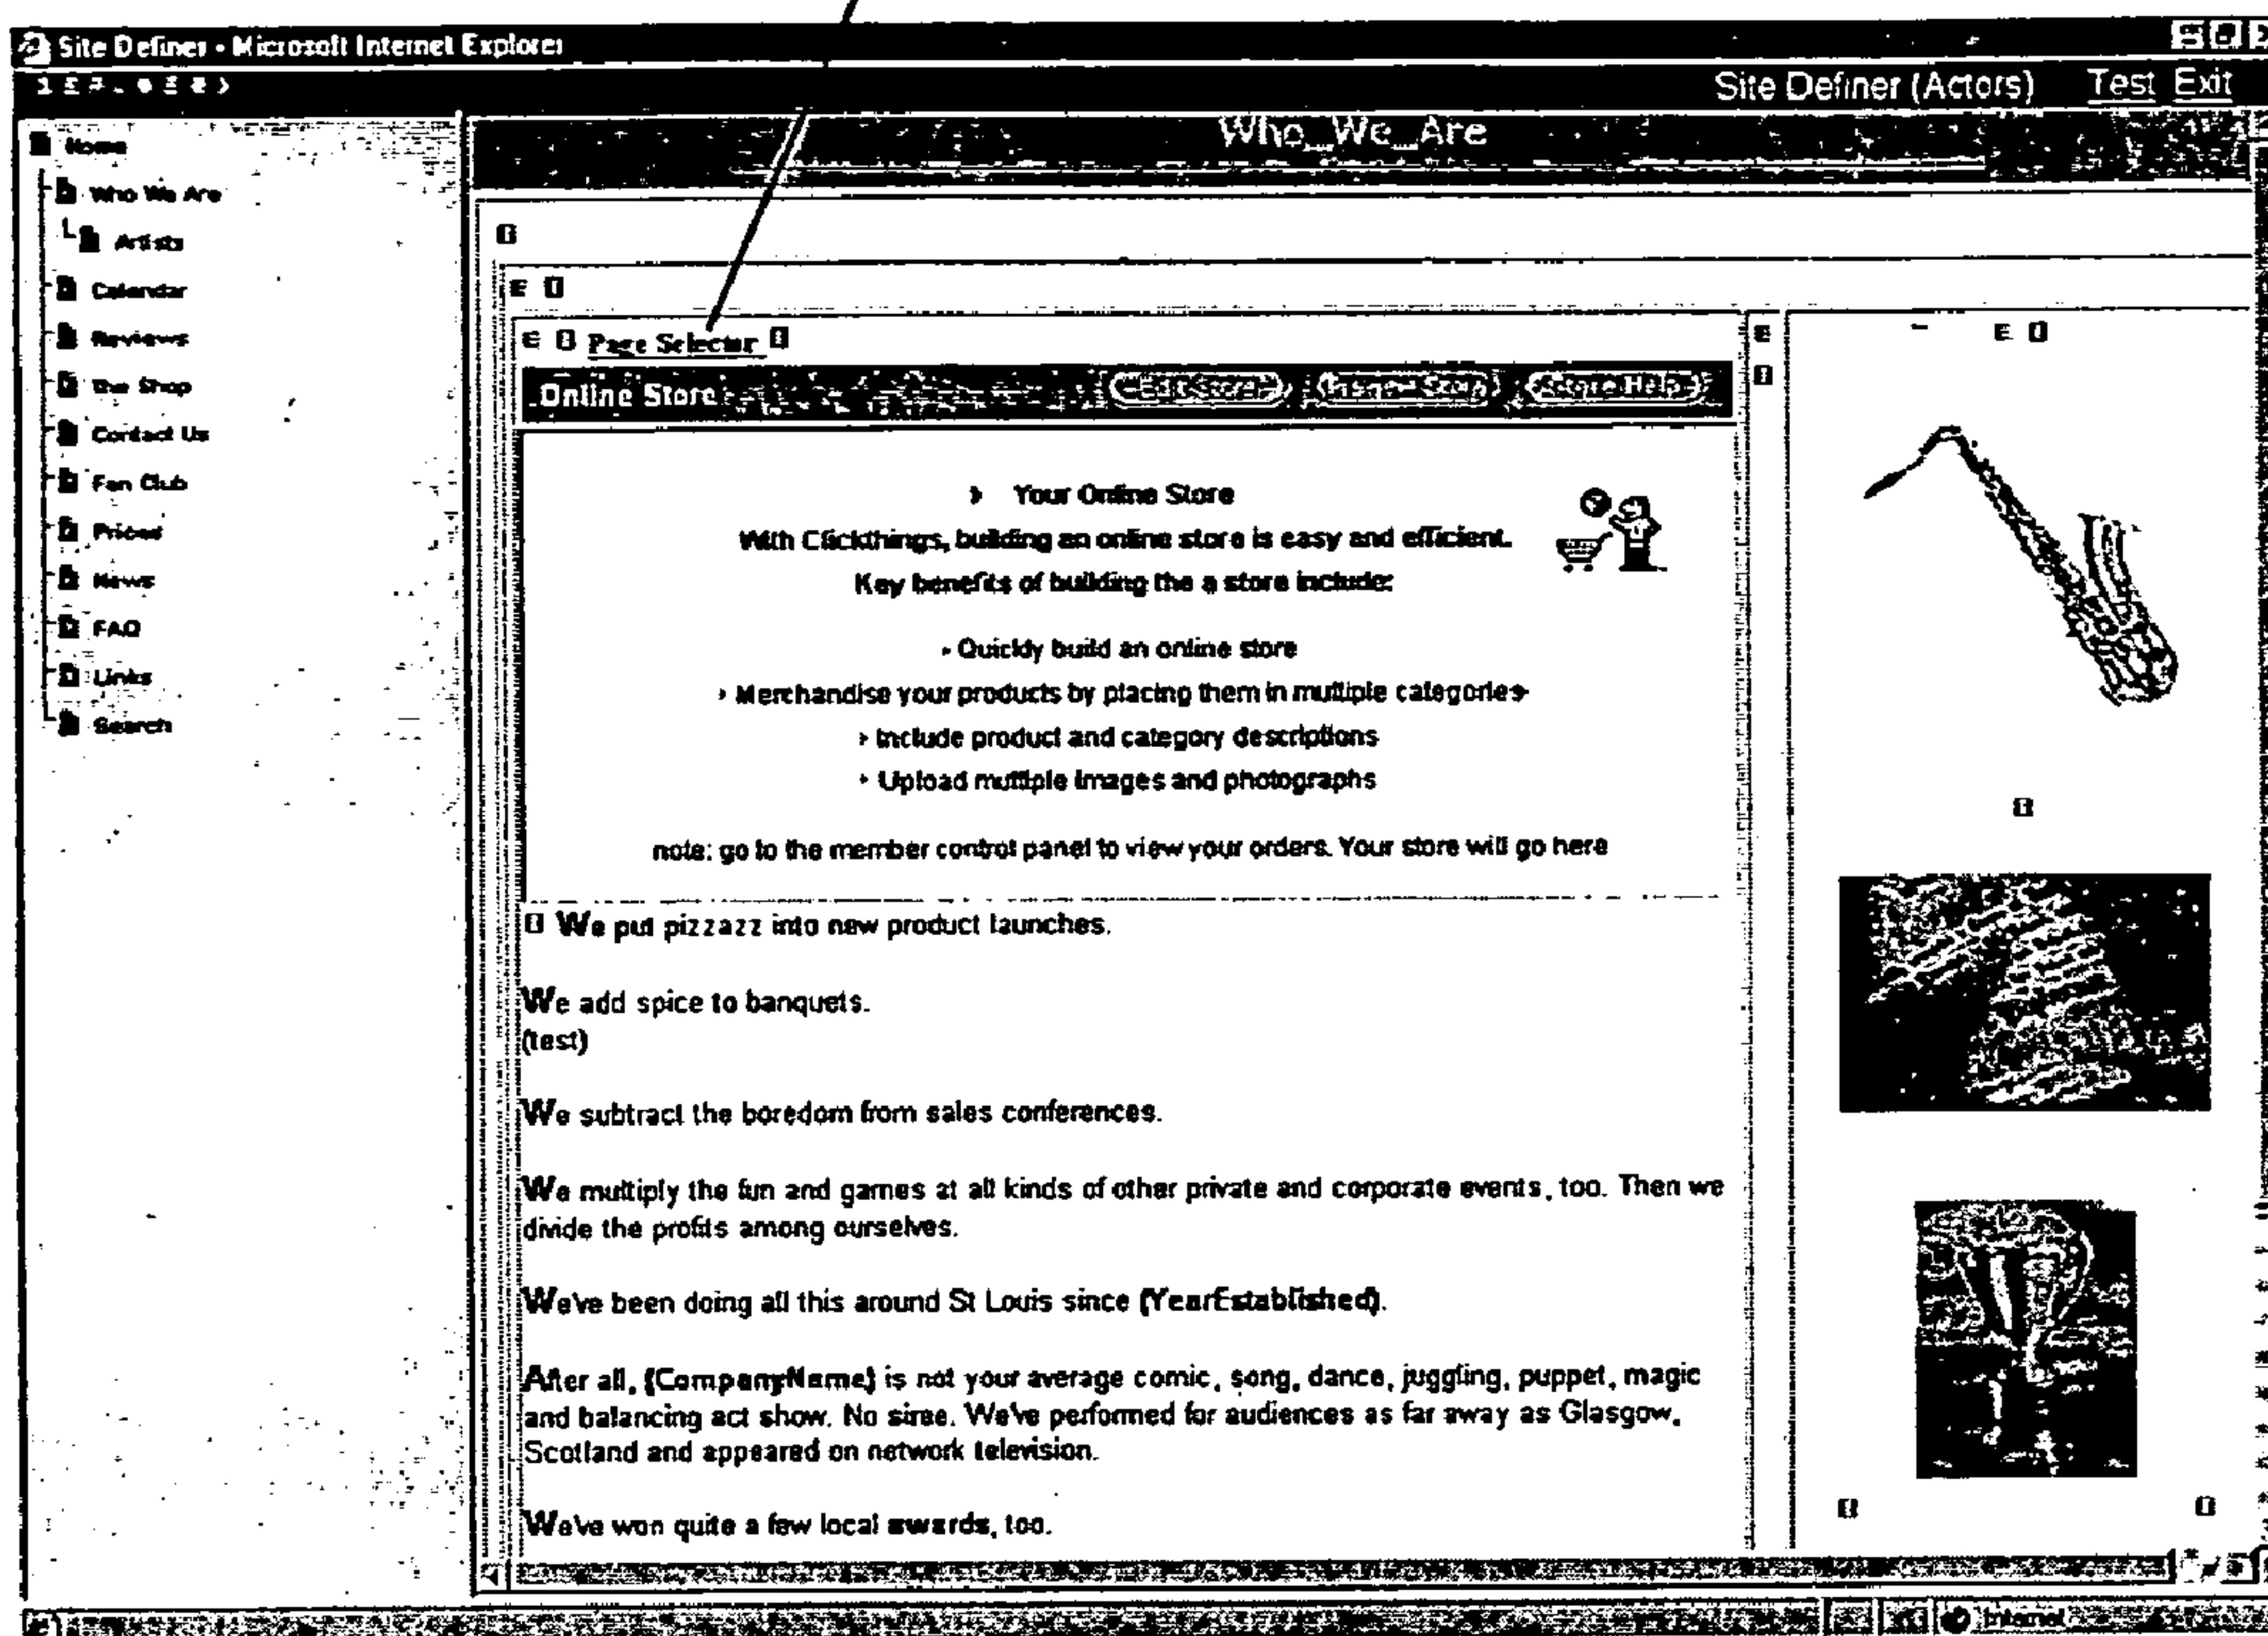 Site Definer - Microsoft Internet Explorer
Site Definer (Actors) Test Exit
Home
Who We Are
Artists
Calendar
Reviews
The Shop
Contact Us
Fan Club
Prices
News
FAQ
Links
Search
Who_We_Are
E
E Page Selector
E
E
Online Store Edit Store Store Help
Your Online Store
With Clickthings, building an online store is easy and efficient.
Key benefits of building the a store include:
Quickly build an online store
Merchandise your products by placing them in multiple categories
Include product and category descriptions
Upload multiple images and photographs
note: go to the member control panel to view your orders. Your store will go here
We put pizzazz into new product launches.
We add spice to banquets.
(test)
We subtract the boredom from sales conferences.
We multiply the fun and games at all kinds of other private and corporate events, too. Then we
divide the profits among ourselves.
We've been doing all this around St Louis since {YearEstablished}.
After all, {CompanyName} is not your average comic, song, dance, juggling, puppet, magic
and balancing act show. No siree. We've performed for audiences as far away as Glasgow,
Scotland and appeared on network television.
We've won quite a few local awards, too.
Internet